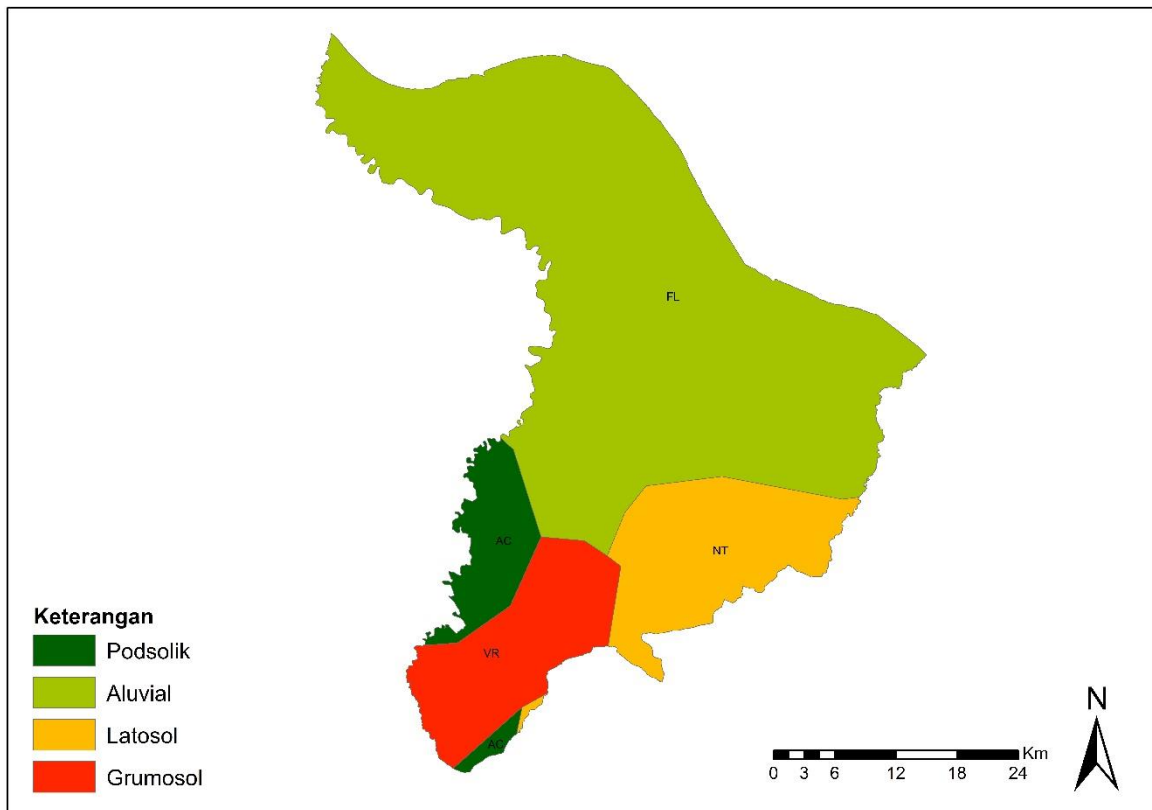 FL
AC
NT
VR
AC
Keterangan
Podsolik
Aluvial
Latosol
Grumosol
N
Km
0 3 6 12 18 24